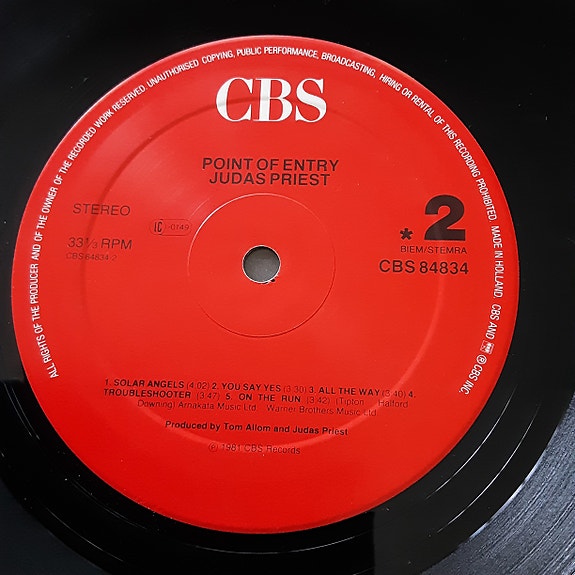 ALL RIGHTS OF THE PRODUCER AND OF THE OWNER OF THE RECORDED WORK RESERVED. UNAUTHORISED COPYING, PUBLIC PERFORMANCE, BROADCASTING, HIRING OR RENTAL OF THIS RECORDING PROHIBITED. MADE IN HOLLAND. CBS AND ℗ CBS INC.
CBS
POINT OF ENTRY
JUDAS PRIEST
STEREO
LC -0149
33⅓ RPM
CBS 84834-2
* 2
BIEM/STEMRA
CBS 84834
1. SOLAR ANGELS (4.02) 2. YOU SAY YES (3.30) 3. ALL THE WAY (3.40) 4.
TROUBLESHOOTER (3.47) 5. ON THE RUN (3.42) (Tipton Halford
Downing) Arnakata Music Ltd. Warner Brothers Music Ltd
Produced by Tom Allom and Judas Priest
℗ 1981 CBS Records